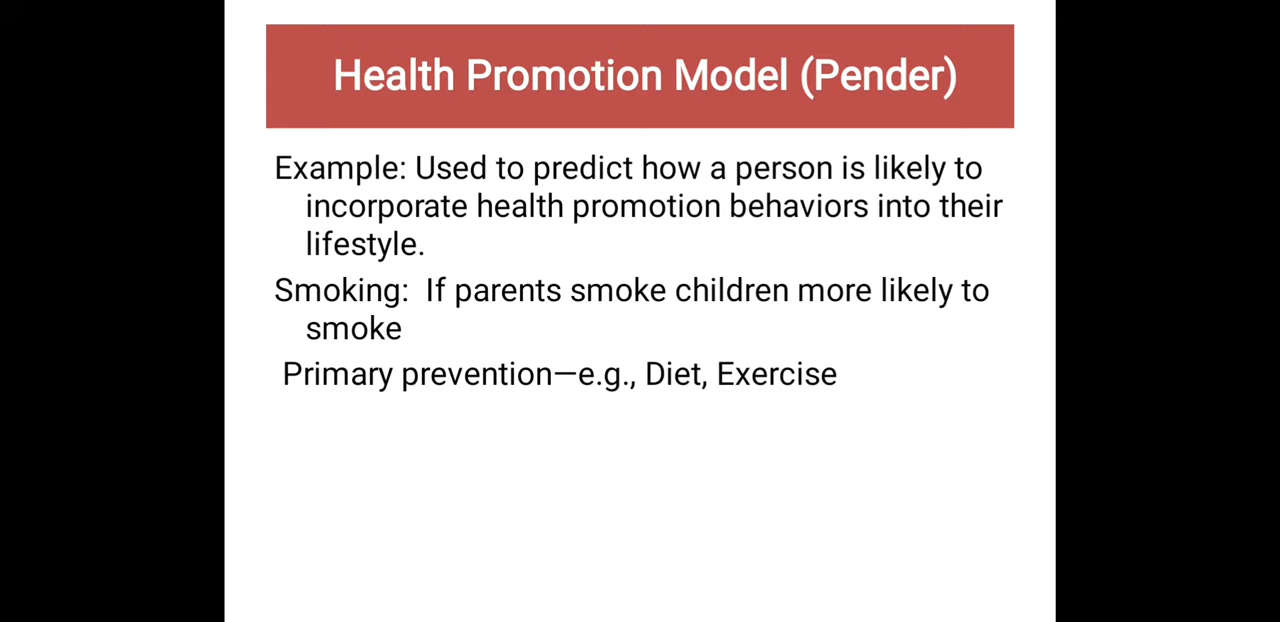 Health Promotion Model (Pender)
Example: Used to predict how a person is likely to
incorporate health promotion behaviors into their
lifestyle.
Smoking:  If parents smoke children more likely to
smoke
Primary prevention—e.g., Diet, Exercise